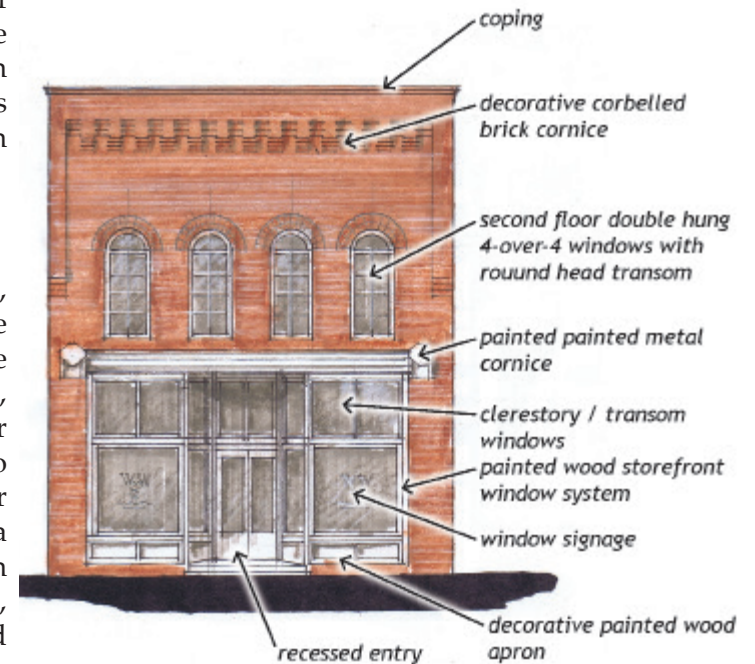 coping
decorative corbelled
brick cornice
second floor double hung
4-over-4 windows with
rouund head transom
painted painted metal
cornice
clerestory / transom
windows
painted wood storefront
window system
window signage
decorative painted wood
apron
recessed entry